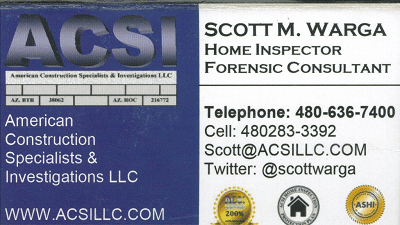 ACSI
American Construction Specialists & Investigations LLC
AZ. BTR 38062 AZ. ROC 216772
American
Construction
Specialists &
Investigations LLC
WWW.ACSILLC.COM
SCOTT M. WARGA
HOME INSPECTOR
FORENSIC CONSULTANT
Telephone: 480-636-7400
Cell: 480283-3392
Scott@ACSILLC.COM
Twitter: @scottwarga
200%
ASHI